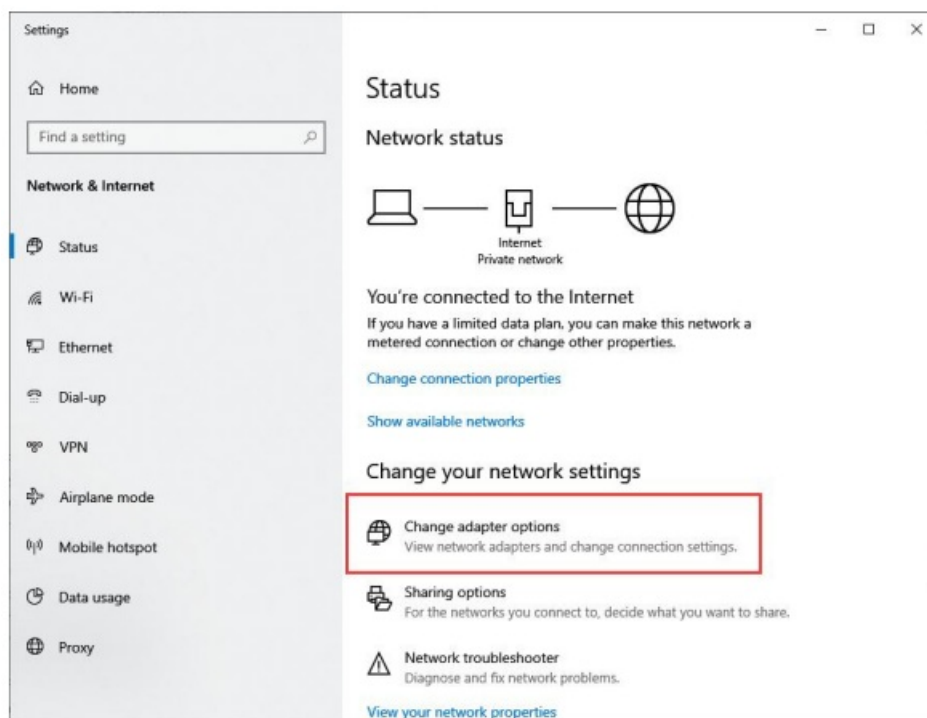 Settings
Home
Find a setting
Network & Internet
Status
Wi-Fi
Ethernet
Dial-up
VPN
Airplane mode
Mobile hotspot
Data usage
Proxy
Status
Network status
Internet
Private network
You're connected to the Internet
If you have a limited data plan, you can make this network a
metered connection or change other properties.
Change connection properties
Show available networks
Change your network settings
Change adapter options
View network adapters and change connection settings.
Sharing options
For the networks you connect to, decide what you want to share.
Network troubleshooter
Diagnose and fix network problems.
View your network properties